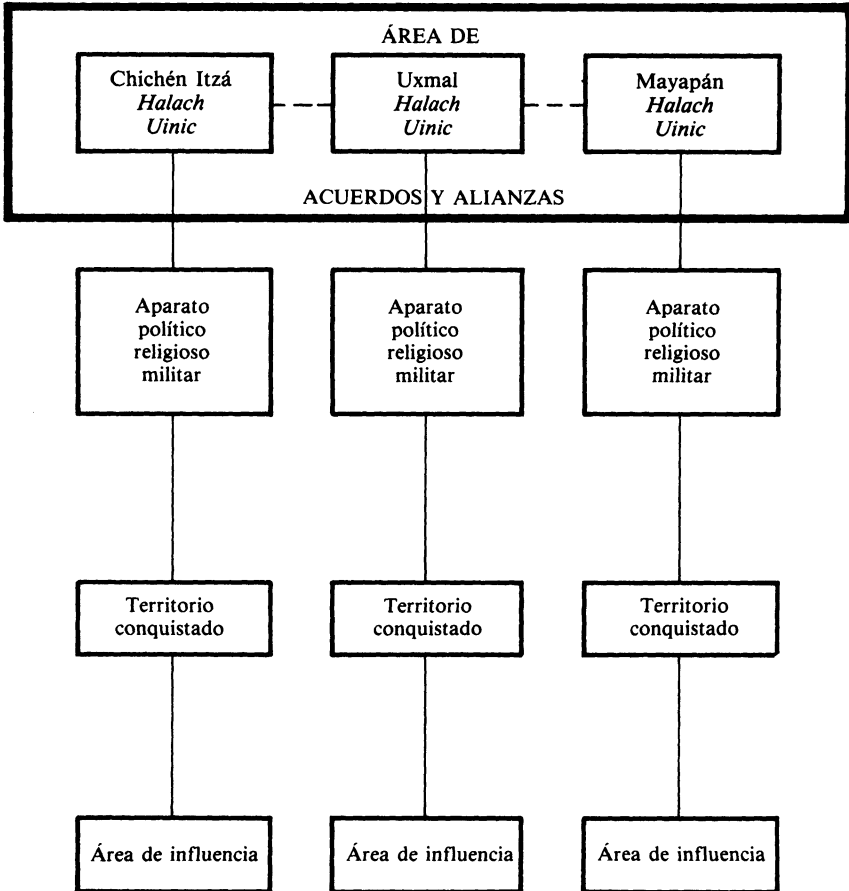 ÁREA DE
Chichén Itzá
Halach
Uinic
Uxmal
Halach
Uinic
Mayapán
Halach
Uinic
ACUERDOS Y ALIANZAS
Aparato
político
religioso
militar
Aparato
político
religioso
militar
Aparato
político
religioso
militar
Territorio
conquistado
Territorio
conquistado
Territorio
conquistado
Área de influencia
Área de influencia
Área de influencia